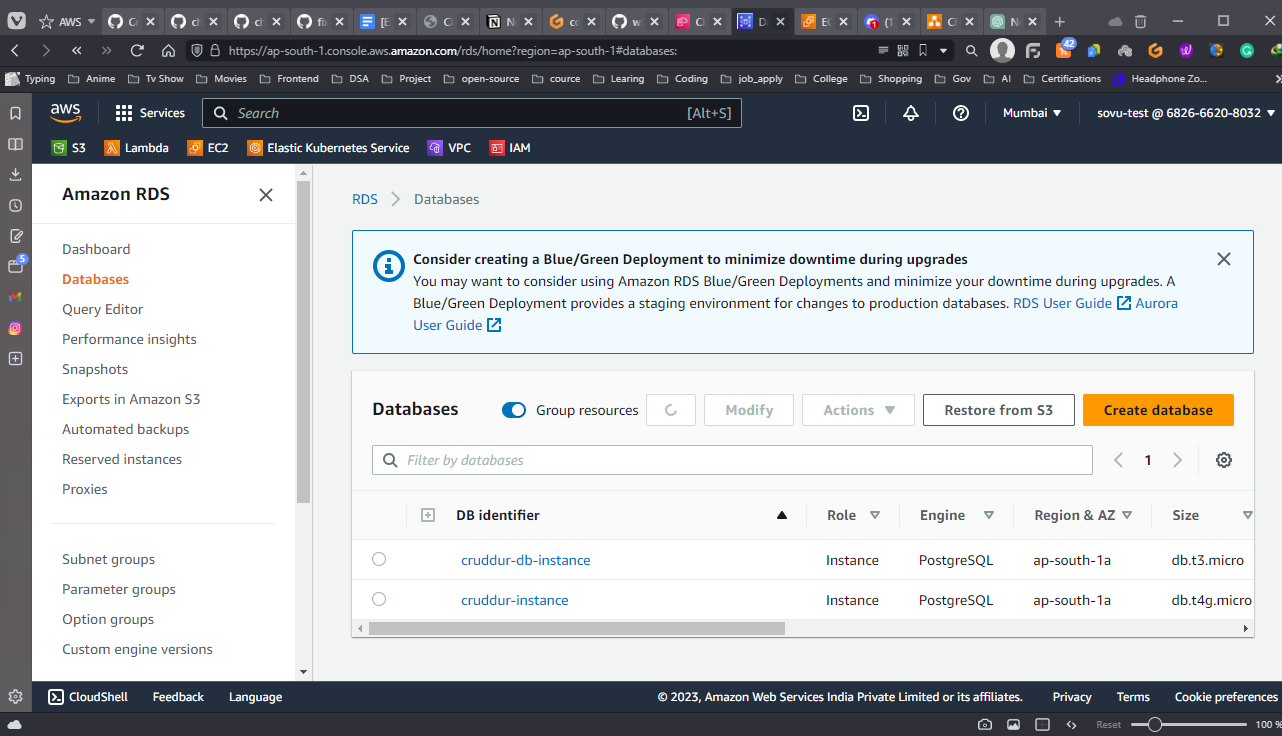 AWS
https://ap-south-1.console.aws.amazon.com/rds/home?region=ap-south-1#databases:
42
Typing Anime Tv Show Movies Frontend DSA Project open-source cource Learing Coding job_apply College Shopping Gov AI Certifications Headphone Zo...
aws Services Search [Alt+S] Mumbai sovu-test @ 6826-6620-8032
S3 Lambda EC2 Elastic Kubernetes Service VPC IAM
5
Amazon RDS
Dashboard
Databases
Query Editor
Performance insights
Snapshots
Exports in Amazon S3
Automated backups
Reserved instances
Proxies
Subnet groups
Parameter groups
Option groups
Custom engine versions
RDS Databases
Consider creating a Blue/Green Deployment to minimize downtime during upgrades
You may want to consider using Amazon RDS Blue/Green Deployments and minimize your downtime during upgrades. A
Blue/Green Deployment provides a staging environment for changes to production databases. RDS User Guide Aurora
User Guide
Databases Group resources Modify Actions Restore from S3 Create database
Filter by databases 1
DB identifier Role Engine Region & AZ Size
cruddur-db-instance Instance PostgreSQL ap-south-1a db.t3.micro
cruddur-instance Instance PostgreSQL ap-south-1a db.t4g.micro
CloudShell Feedback Language © 2023, Amazon Web Services India Private Limited or its affiliates. Privacy Terms Cookie preferences
Reset 100 %